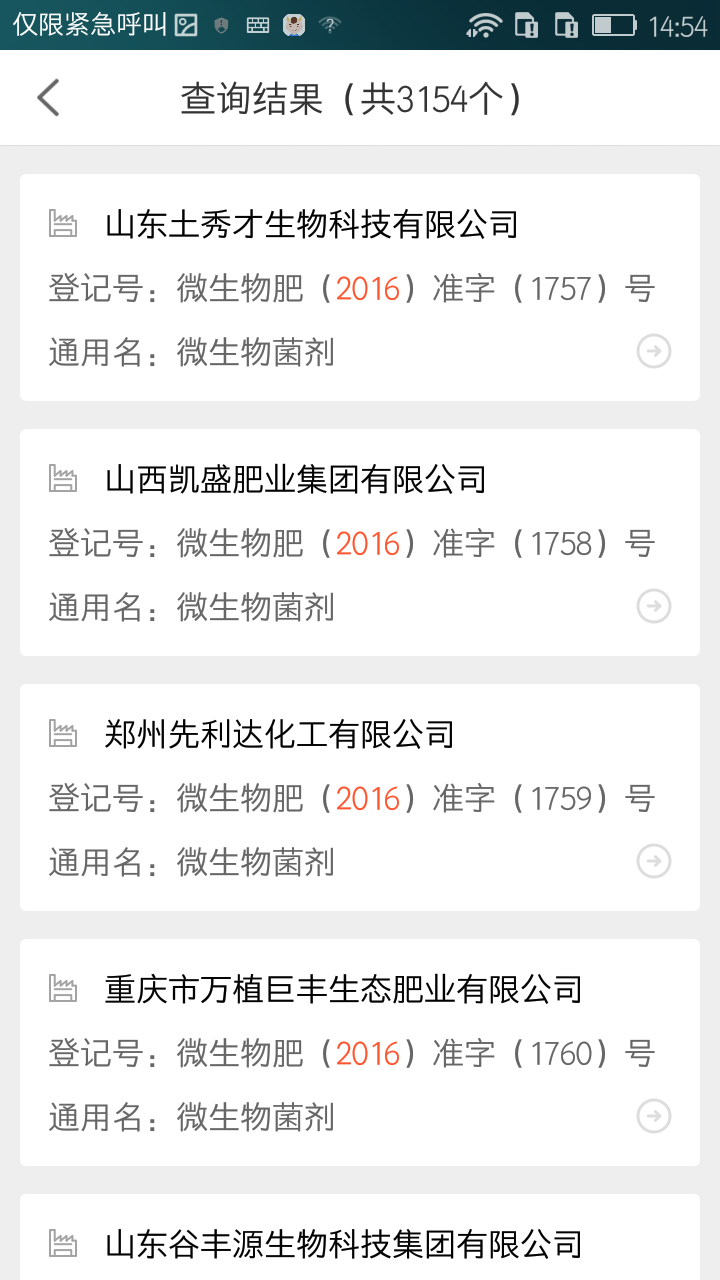 仅限紧急呼叫 14:54
查询结果（共3154个）
山东土秀才生物科技有限公司
登记号：微生物肥（2016）准字（1757）号
通用名：微生物菌剂
山西凯盛肥业集团有限公司
登记号：微生物肥（2016）准字（1758）号
通用名：微生物菌剂
郑州先利达化工有限公司
登记号：微生物肥（2016）准字（1759）号
通用名：微生物菌剂
重庆市万植巨丰生态肥业有限公司
登记号：微生物肥（2016）准字（1760）号
通用名：微生物菌剂
山东谷丰源生物科技集团有限公司